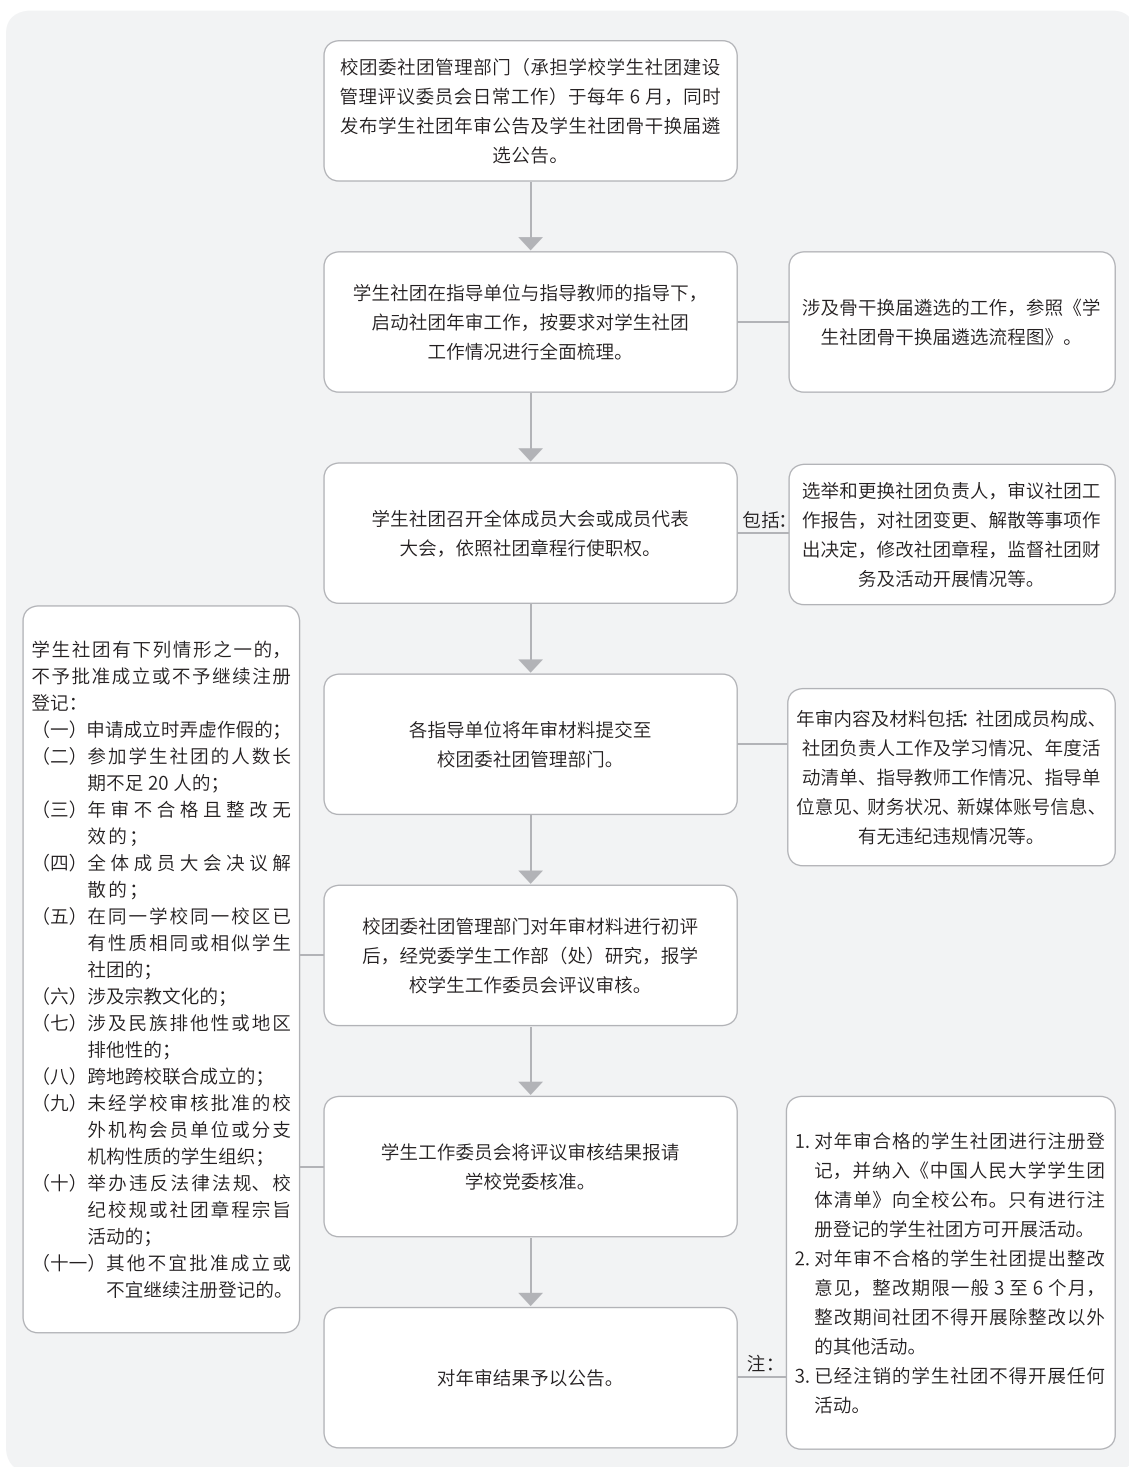 校团委社团管理部门（承担学校学生社团建设
管理评议委员会日常工作）于每年 6 月，同时
发布学生社团年审公告及学生社团骨干换届遴
选公告。
学生社团在指导单位与指导教师的指导下，
启动社团年审工作，按要求对学生社团
工作情况进行全面梳理。
涉及骨干换届遴选的工作，参照《学
生社团骨干换届遴选流程图》。
学生社团召开全体成员大会或成员代表
大会，依照社团章程行使职权。
包括：
选举和更换社团负责人，审议社团工
作报告，对社团变更、解散等事项作
出决定，修改社团章程，监督社团财
务及活动开展情况等。
各指导单位将年审材料提交至
校团委社团管理部门。
年审内容及材料包括：社团成员构成、
社团负责人工作及学习情况、年度活
动清单、指导教师工作情况、指导单
位意见、财务状况、新媒体账号信息、
有无违纪违规情况等。
校团委社团管理部门对年审材料进行初评
后，经党委学生工作部（处）研究，报学
校学生工作委员会评议审核。
学生社团有下列情形之一的，
不予批准成立或不予继续注册
登记：
（一）申请成立时弄虚作假的；
（二）参加学生社团的人数长
期不足 20 人的；
（三）年审不合格且整改无
效的；
（四）全体成员大会决议解
散的；
（五）在同一学校同一校区已
有性质相同或相似学生
社团的；
（六）涉及宗教文化的；
（七）涉及民族排他性或地区
排他性的；
（八）跨地跨校联合成立的；
（九）未经学校审核批准的校
外机构会员单位或分支
机构性质的学生组织；
（十）举办违反法律法规、校
纪校规或社团章程宗旨
活动的；
（十一）其他不宜批准成立或
不宜继续注册登记的。
学生工作委员会将评议审核结果报请
学校党委核准。
对年审结果予以公告。
注：
1. 对年审合格的学生社团进行注册登
记，并纳入《中国人民大学学生团
体清单》向全校公布。只有进行注
册登记的学生社团方可开展活动。
2. 对年审不合格的学生社团提出整改
意见，整改期限一般 3 至 6 个月，
整改期间社团不得开展除整改以外
的其他活动。
3. 已经注销的学生社团不得开展任何
活动。